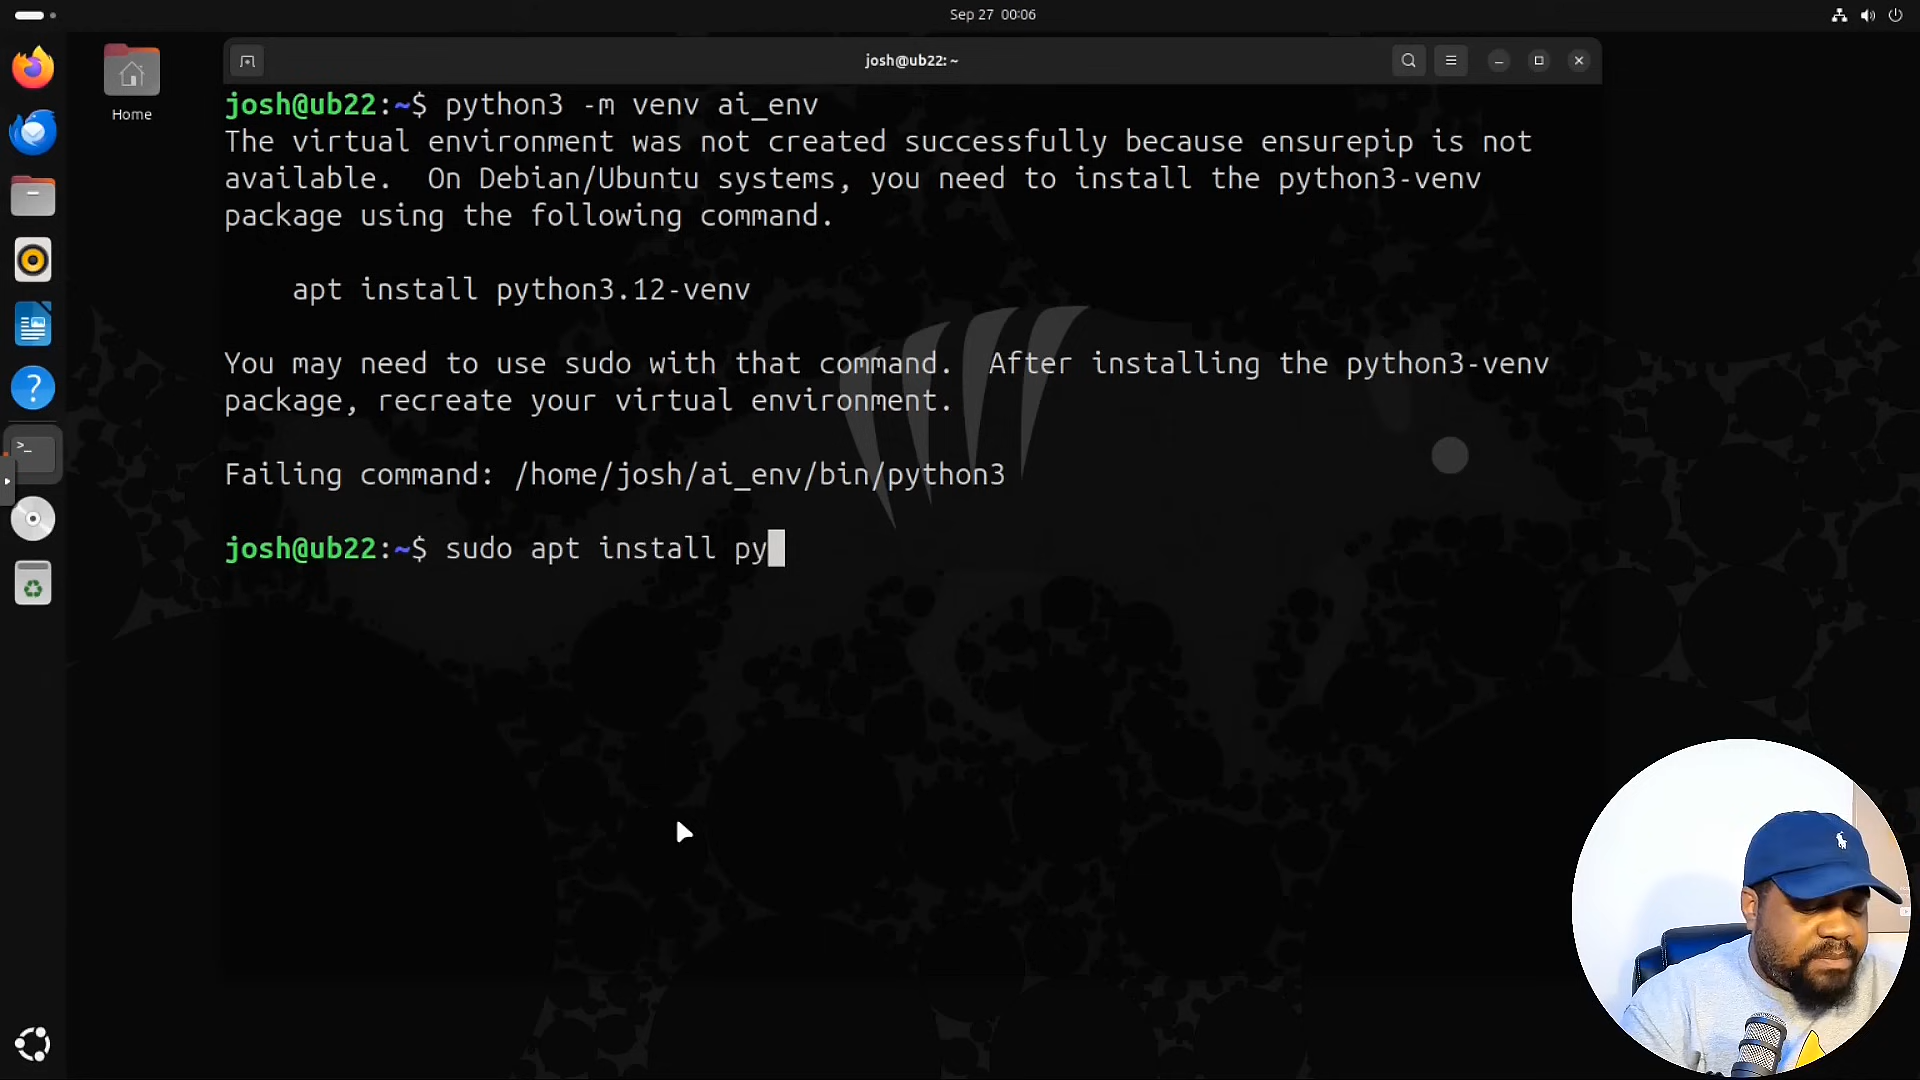 Sep 27 00:06
josh@ub22: ~
Home
josh@ub22:~$ python3 -m venv ai_env
The virtual environment was not created successfully because ensurepip is not
available.  On Debian/Ubuntu systems, you need to install the python3-venv
package using the following command.
apt install python3.12-venv
You may need to use sudo with that command.  After installing the python3-venv
package, recreate your virtual environment.
Failing command: /home/josh/ai_env/bin/python3
josh@ub22:~$ sudo apt install py